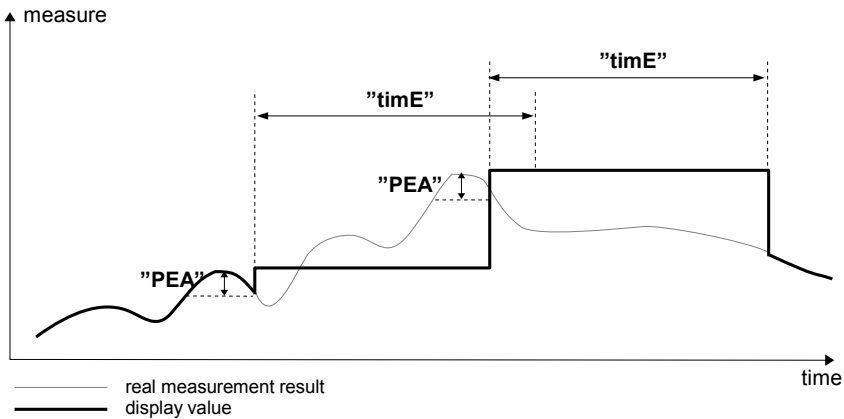 measure
”timE”
”timE”
”PEA”
”PEA”
time
real measurement result
display value